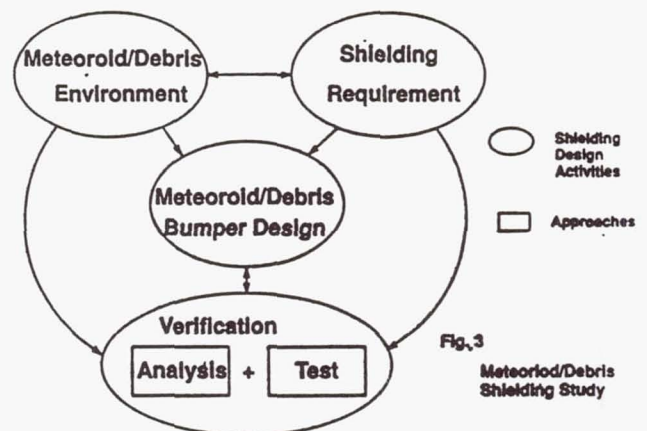 Meteoroid/Debris
Environment
Shielding
Requirement
Meteoroid/Debris
Bumper Design
Verification
Analysis + Test
Shielding
Design
Activities
Approaches
Fig. 3
Meteoriod/Debris
Shielding Study